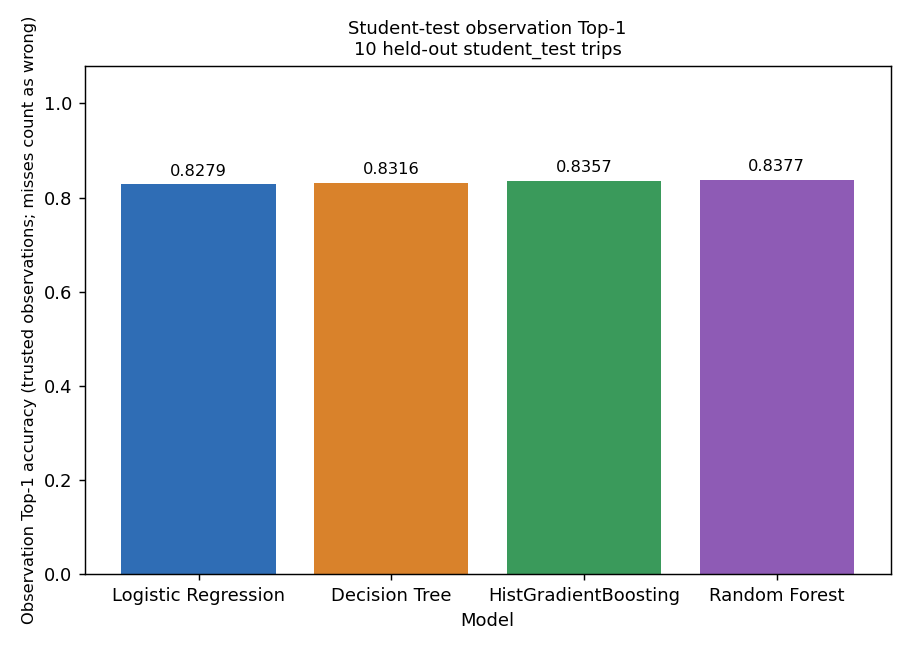 Student-test observation Top-1
10 held-out student_test trips
Observation Top-1 accuracy (trusted observations; misses count as wrong)
1.0
0.8
0.6
0.4
0.2
0.0
0.8279
0.8316
0.8357
0.8377
Logistic Regression
Decision Tree
HistGradientBoosting
Random Forest
Model